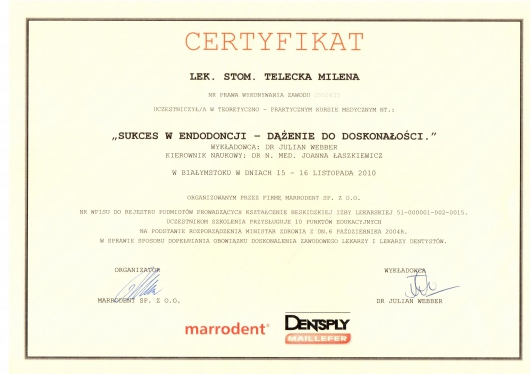 CERTYFIKAT
LEK. STOM. TELECKA MILENA
NR PRAWA WYKONYWANIA ZAWODU
UCZESTNICZYŁ/A W TEORETYCZNO - PRAKTYCZNYM KURSIE MEDYCZNYM NT.:
„SUKCES W ENDODONCJI – DĄŻENIE DO DOSKONAŁOŚCI.”
WYKŁADOWCA: DR JULIAN WEBBER
KIEROWNIK NAUKOWY: DR N. MED. JOANNA ŁASZKIEWICZ
W BIAŁYMSTOKU W DNIACH 15 - 16 LISTOPADA 2010
ORGANIZOWANYM PRZEZ FIRMĘ MARRODENT SP. Z O.O.
NR WPISU DO REJESTRU PODMIOTÓW PROWADZĄCYCH KSZTAŁCENIE BESKIDZKIEJ IZBY LEKARSKIEJ 51-000001-002-0015.
UCZESTNIKOM SZKOLENIA PRZYSŁUGUJE 10 PUNKTÓW EDUKACYJNYCH
NA PODSTAWIE ROZPORZĄDZENIA MINISTAR ZDROWIA Z DN.6 PAŹDZIERNIKA 2004R.
W SPRAWIE SPOSOBU DOPEŁNIANIA OBOWIĄZKU DOSKONALENIA ZAWODOWEGO LEKARZY I LEKARZY DENTYSTÓW.
ORGANIZATOR
WYKŁADOWCA
MARRODENT SP. Z O.O.
DR JULIAN WEBBER
marrodent®
DENTSPLY
MAILLEFER